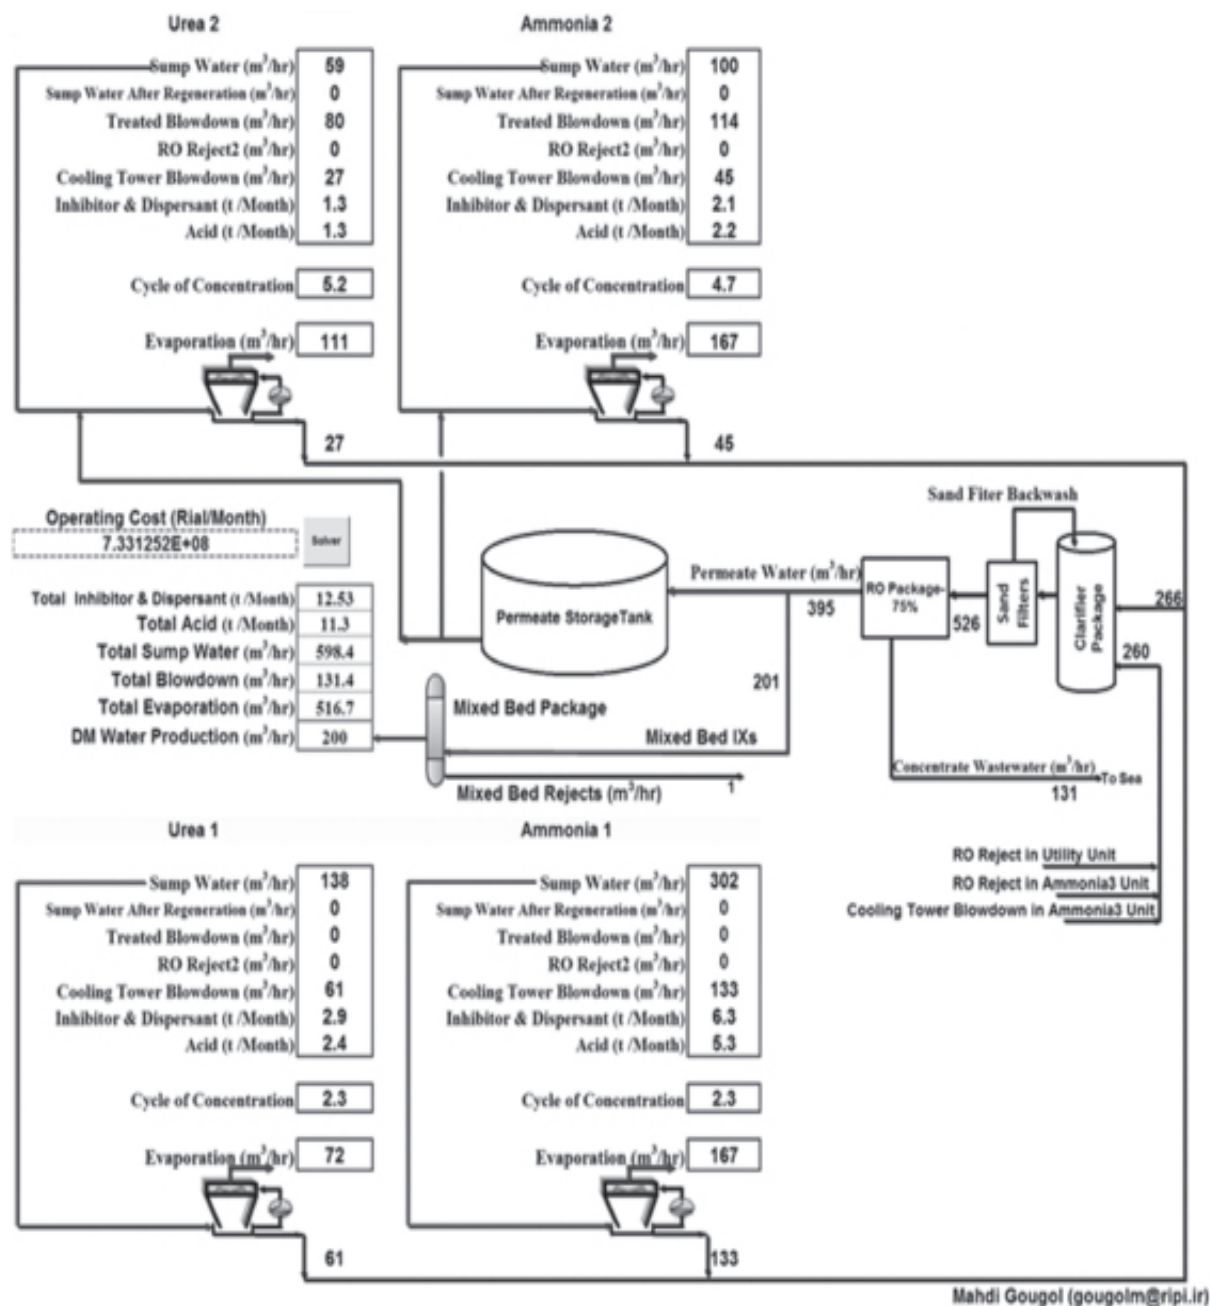 Urea 2
Sump Water (m³/hr) 59
Sump Water After Regeneration (m³/hr) 0
Treated Blowdown (m³/hr) 80
RO Reject2 (m³/hr) 0
Cooling Tower Blowdown (m³/hr) 27
Inhibitor & Dispersant (t /Month) 1.3
Acid (t /Month) 1.3
Cycle of Concentration 5.2
Evaporation (m³/hr) 111
27
Ammonia 2
Sump Water (m³/hr) 100
Sump Water After Regeneration (m³/hr) 0
Treated Blowdown (m³/hr) 114
RO Reject2 (m³/hr) 0
Cooling Tower Blowdown (m³/hr) 45
Inhibitor & Dispersant (t /Month) 2.1
Acid (t /Month) 2.2
Cycle of Concentration 4.7
Evaporation (m³/hr) 167
45
Operating Cost (Rial/Month)
7.331252E+08
Solver
Total Inhibitor & Dispersant (t /Month) 12.53
Total Acid (t /Month) 11.3
Total Sump Water (m³/hr) 598.4
Total Blowdown (m³/hr) 131.4
Total Evaporation (m³/hr) 516.7
DM Water Production (m³/hr) 200
Permeate StorageTank
Mixed Bed Package
Mixed Bed IXs
Mixed Bed Rejects (m³/hr)
1
201
Permeate Water (m³/hr)
395
RO Package-
75%
526
Sand
Filters
Sand Fiter Backwash
Clarifier
Package
266
260
Concentrate Wastewater (m³/hr)
131
To Sea
RO Reject in Utility Unit
RO Reject in Ammonia3 Unit
Cooling Tower Blowdown in Ammonia3 Unit
Urea 1
Sump Water (m³/hr) 138
Sump Water After Regeneration (m³/hr) 0
Treated Blowdown (m³/hr) 0
RO Reject2 (m³/hr) 0
Cooling Tower Blowdown (m³/hr) 61
Inhibitor & Dispersant (t /Month) 2.9
Acid (t /Month) 2.4
Cycle of Concentration 2.3
Evaporation (m³/hr) 72
61
Ammonia 1
Sump Water (m³/hr) 302
Sump Water After Regeneration (m³/hr) 0
Treated Blowdown (m³/hr) 0
RO Reject2 (m³/hr) 0
Cooling Tower Blowdown (m³/hr) 133
Inhibitor & Dispersant (t /Month) 6.3
Acid (t /Month) 5.3
Cycle of Concentration 2.3
Evaporation (m³/hr) 167
133
Mahdi Gougol (gougolm@ripi.ir)